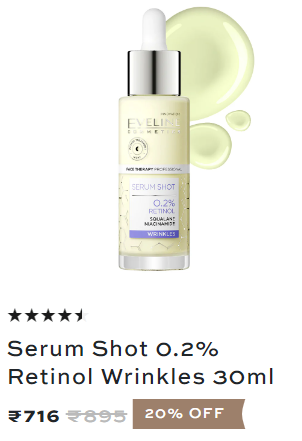 EVELINE
COSMETICS
FACE THERAPY PROFESSIONAL
SERUM SHOT
0.2%
RETINOL
SQUALANE
NIACINAMIDE
WRINKLES
Serum Shot 0.2%
Retinol Wrinkles 30ml
₹716 ₹895 20% OFF